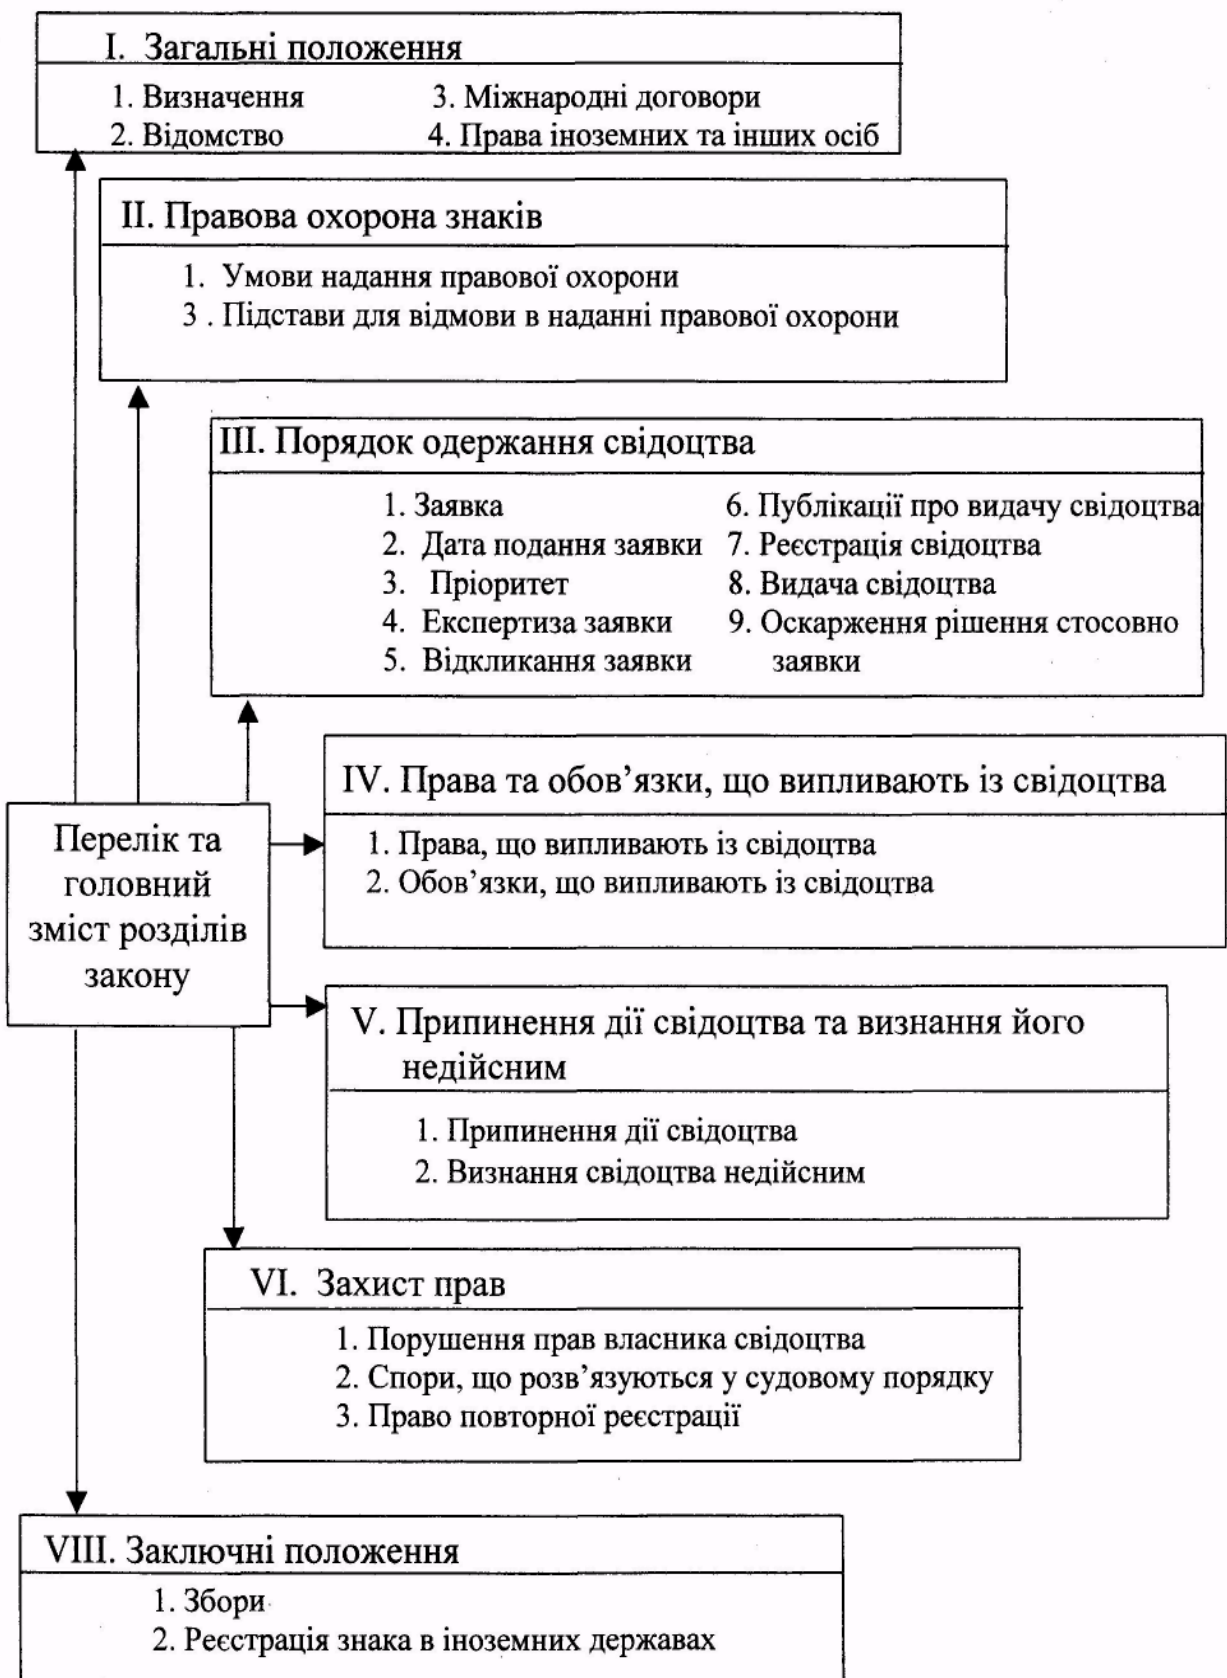 I. Загальні положення
1. Визначення 3. Міжнародні договори
2. Відомство 4. Права іноземних та інших осіб
II. Правова охорона знаків
1. Умови надання правової охорони
3 . Підстави для відмови в наданні правової охорони
III. Порядок одержання свідоцтва
1. Заявка 6. Публікації про видачу свідоцтва
2. Дата подання заявки 7. Реєстрація свідоцтва
3. Пріоритет 8. Видача свідоцтва
4. Експертиза заявки 9. Оскарження рішення стосовно
5. Відкликання заявки заявки
IV. Права та обов’язки, що випливають із свідоцтва
1. Права, що випливають із свідоцтва
2. Обов’язки, що випливають із свідоцтва
Перелік та
головний
зміст розділів
закону
V. Припинення дії свідоцтва та визнання його
недійсним
1. Припинення дії свідоцтва
2. Визнання свідоцтва недійсним
VI. Захист прав
1. Порушення прав власника свідоцтва
2. Спори, що розв’язуються у судовому порядку
3. Право повторної реєстрації
VIII. Заключні положення
1. Збори
2. Реєстрація знака в іноземних державах